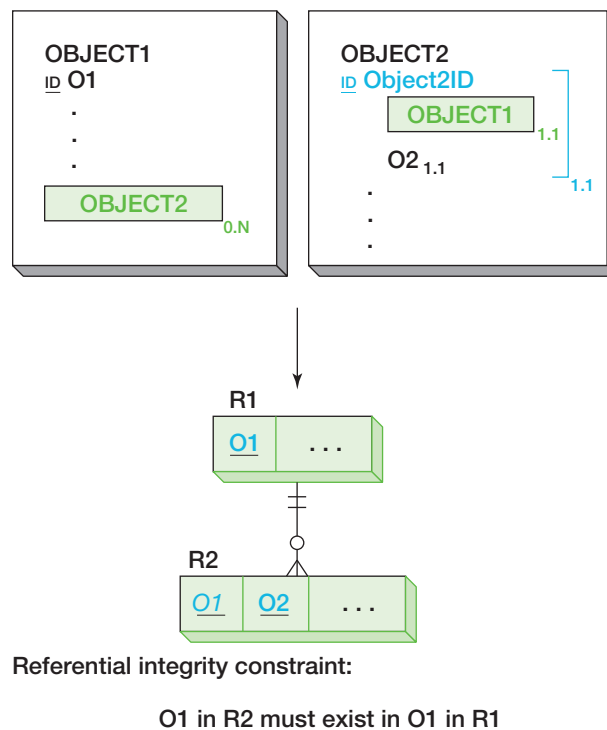 OBJECT1
ID O1
.
.
.
OBJECT2
0.N
OBJECT2
ID Object2ID
OBJECT1
1.1
O2 1.1
1.1
.
.
.
R1
O1 ...
R2
O1 O2 ...
Referential integrity constraint:
O1 in R2 must exist in O1 in R1